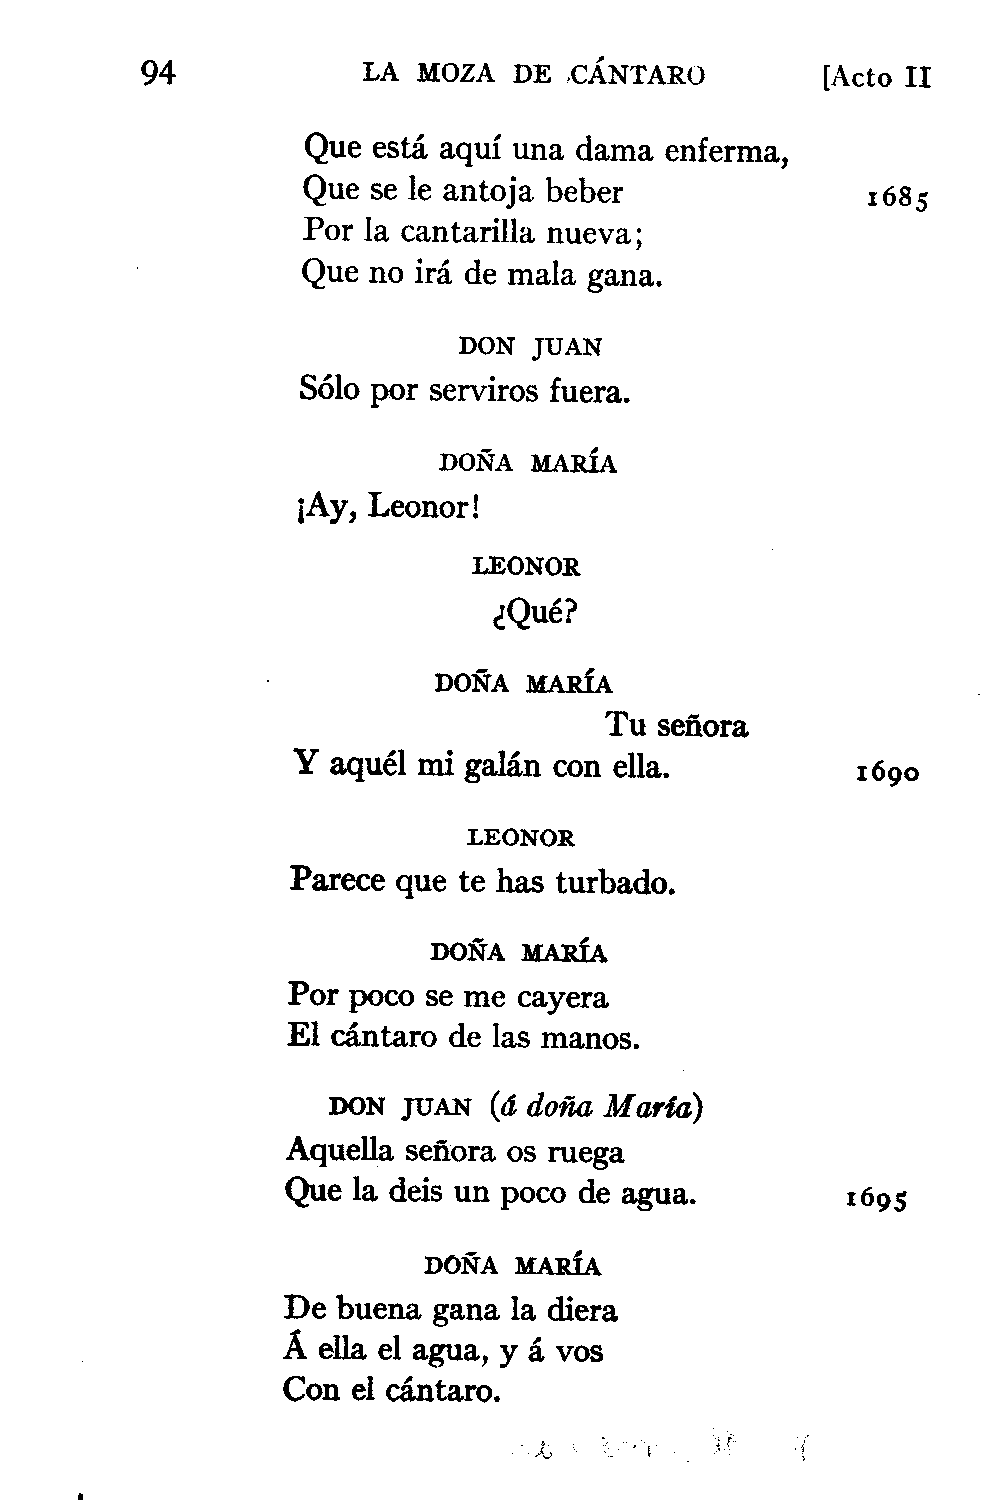 94 LA MOZA DE CÁNTARO [Acto II
Que está aquí una dama enferma,
Que se le antoja beber 1685
Por la cantarilla nueva;
Que no irá de mala gana.
DON JUAN
Sólo por serviros fuera.
DOÑA MARÍA
¡Ay, Leonor!
LEONOR
¿Qué?
DOÑA MARÍA
Tu señora
Y aquél mi galán con ella. 1690
LEONOR
Parece que te has turbado.
DOÑA MARÍA
Por poco se me cayera
El cántaro de las manos.
DON JUAN (á doña María)
Aquella señora os ruega
Que la deis un poco de agua. 1695
DOÑA MARÍA
De buena gana la diera
Á ella el agua, y á vos
Con el cántaro.